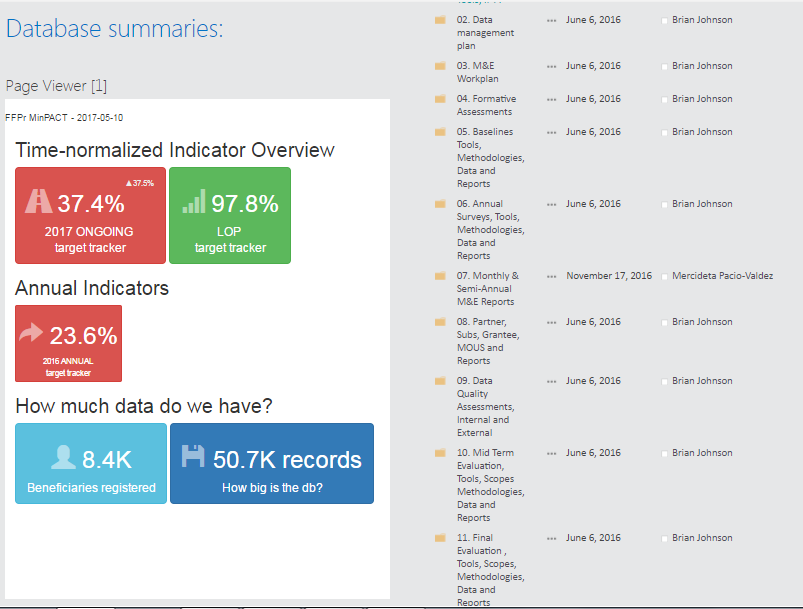 Database summaries:
Page Viewer [1]
FFPr MinPACT - 2017-05-10
Time-normalized Indicator Overview
▲37.5%
37.4%
2017 ONGOING
target tracker
97.8%
LOP
target tracker
Annual Indicators
23.6%
2016 ANNUAL
target tracker
How much data do we have?
8.4K
Beneficiaries registered
50.7K records
How big is the db?
02. Data ... June 6, 2016 Brian Johnson
management
plan
03. M&E ... June 6, 2016 Brian Johnson
Workplan
04. Formative ... June 6, 2016 Brian Johnson
Assessments
05. Baselines ... June 6, 2016 Brian Johnson
Tools,
Methodologies,
Data and
Reports
06. Annual ... June 6, 2016 Brian Johnson
Surveys, Tools,
Methodologies,
Data and
Reports
07. Monthly & ... November 17, 2016 Mercideta Pacio-Valdez
Semi-Annual
M&E Reports
08. Partner, ... June 6, 2016 Brian Johnson
Subs, Grantee,
MOUS and
Reports
09. Data ... June 6, 2016 Brian Johnson
Quality
Assessments,
Internal and
External
10. Mid Term ... June 6, 2016 Brian Johnson
Evaluation,
Tools, Scopes
Methodologies,
Data and
Reports
11. Final ... June 6, 2016 Brian Johnson
Evaluation ,
Tools, Scopes,
Methodologies,
Data and
Reports